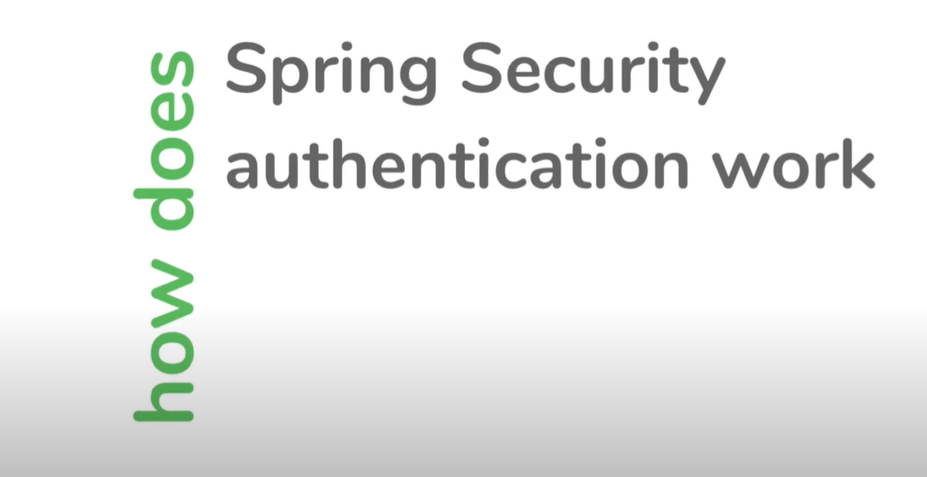 how does
Spring Security
authentication work